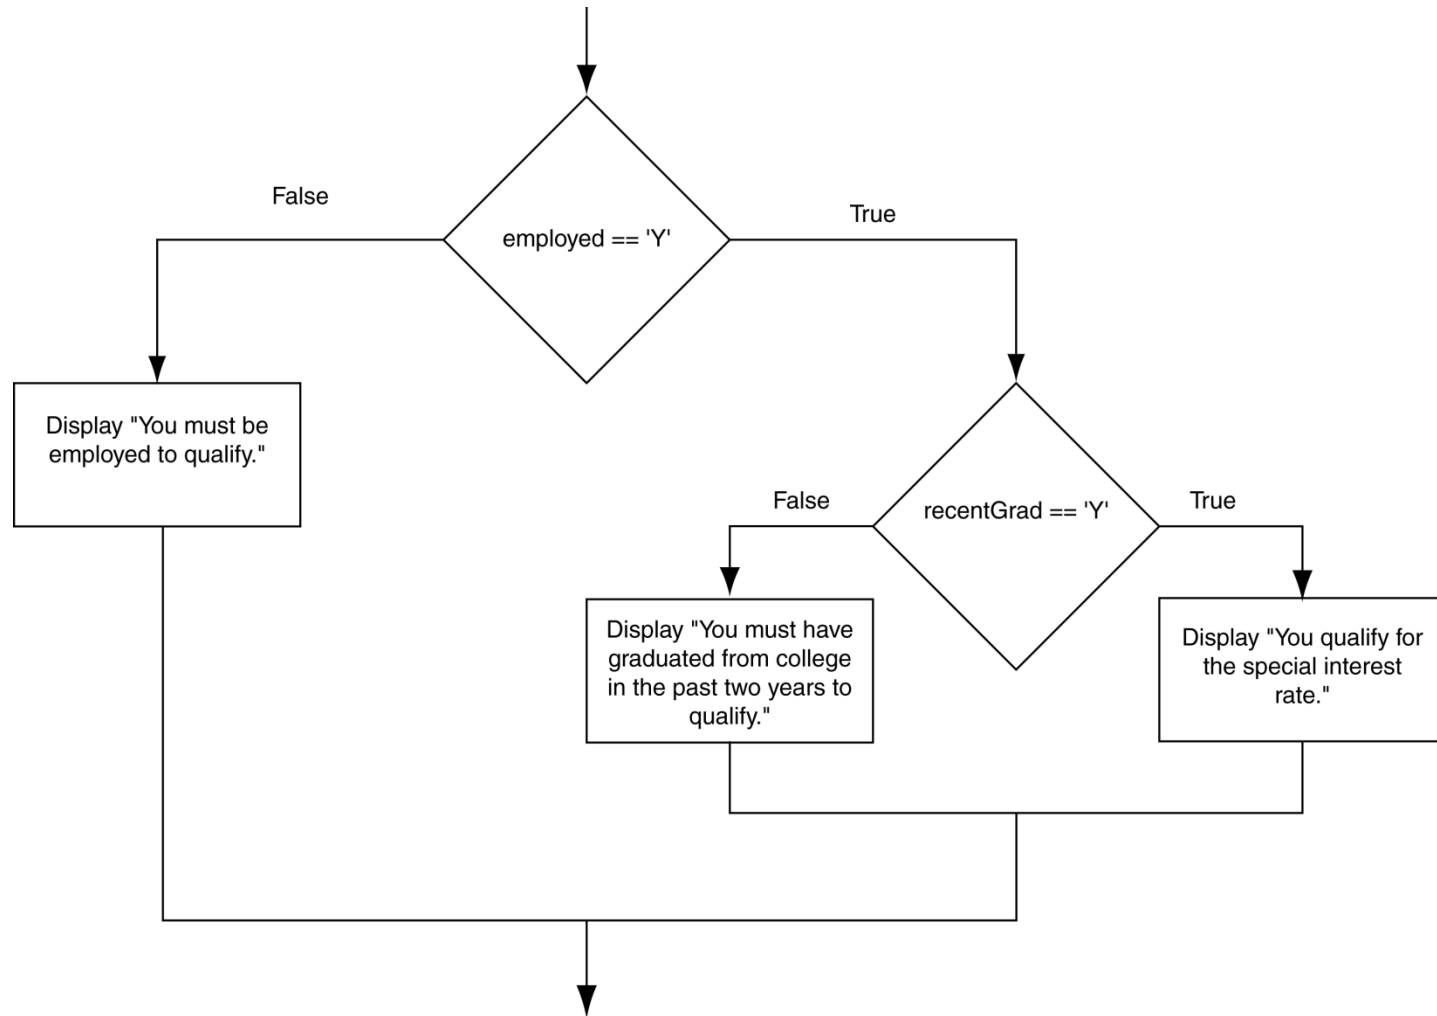 False
True
employed == 'Y'
Display "You must be
employed to qualify."
False
True
recentGrad == 'Y'
Display "You must have
graduated from college
in the past two years to
qualify."
Display "You qualify for
the special interest
rate."